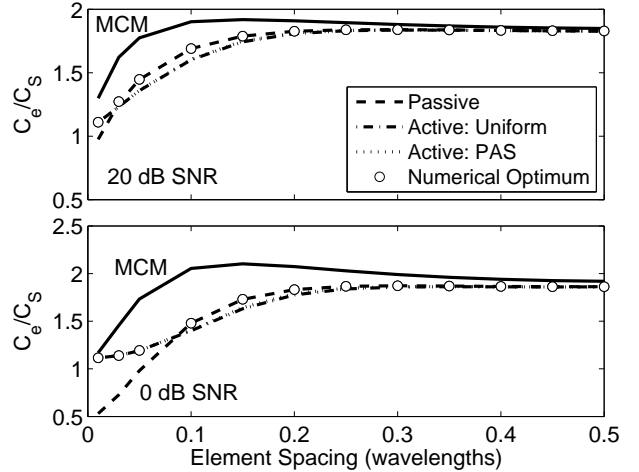 2
1.5
1
0.5
C_e/C_S
MCM
20 dB SNR
Passive
Active: Uniform
Active: PAS
Numerical Optimum
2.5
2
1.5
1
0.5
C_e/C_S
MCM
0 dB SNR
0 0.1 0.2 0.3 0.4 0.5
Element Spacing (wavelengths)